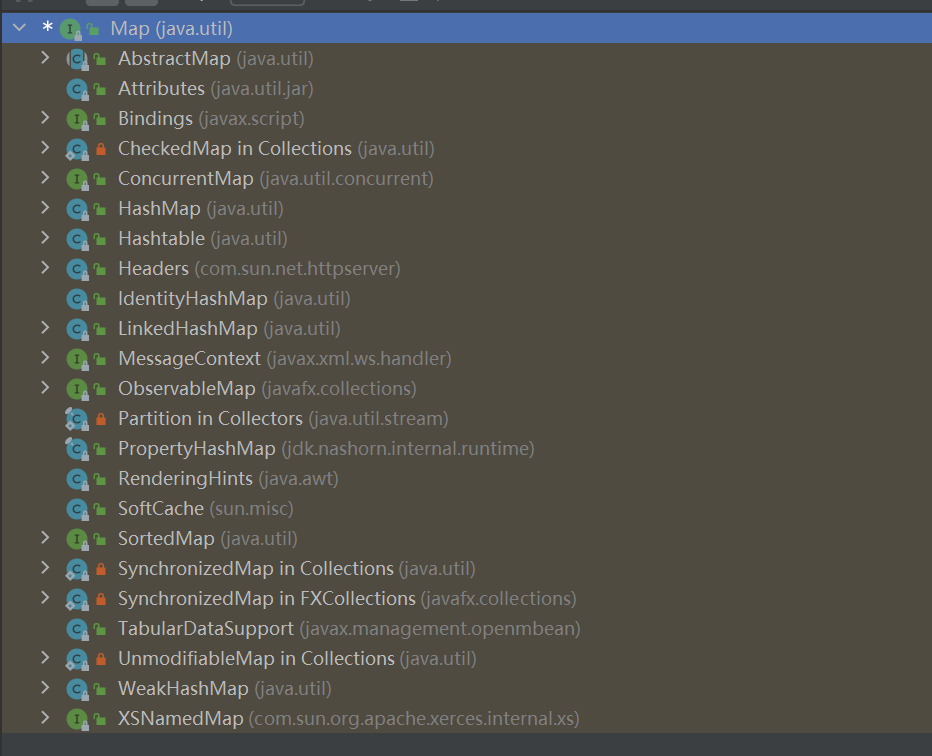 * Map (java.util)
AbstractMap (java.util)
Attributes (java.util.jar)
Bindings (javax.script)
CheckedMap in Collections (java.util)
ConcurrentMap (java.util.concurrent)
HashMap (java.util)
Hashtable (java.util)
Headers (com.sun.net.httpserver)
IdentityHashMap (java.util)
LinkedHashMap (java.util)
MessageContext (javax.xml.ws.handler)
ObservableMap (javafx.collections)
Partition in Collectors (java.util.stream)
PropertyHashMap (jdk.nashorn.internal.runtime)
RenderingHints (java.awt)
SoftCache (sun.misc)
SortedMap (java.util)
SynchronizedMap in Collections (java.util)
SynchronizedMap in FXCollections (javafx.collections)
TabularDataSupport (javax.management.openmbean)
UnmodifiableMap in Collections (java.util)
WeakHashMap (java.util)
XSNamedMap (com.sun.org.apache.xerces.internal.xs)